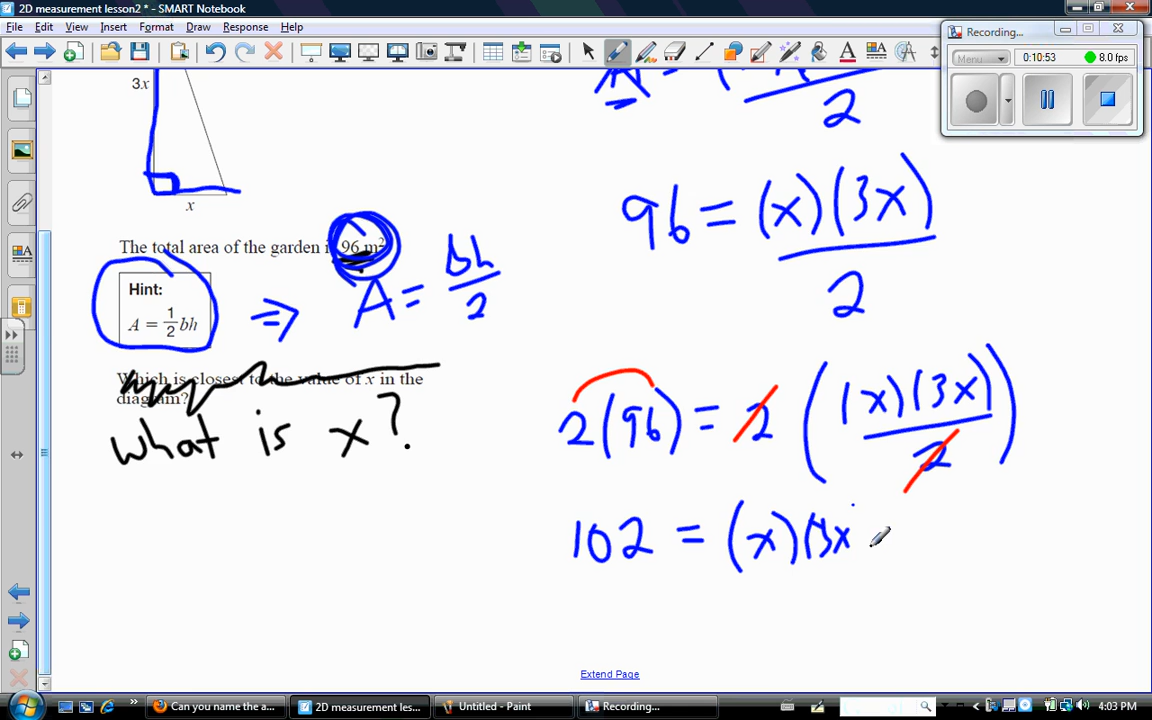 2D measurement lesson2 * - SMART Notebook
File Edit View Insert Format Draw Response Help
Recording...
Menu
0:10:53
8.0 fps
3x
x
2
96 = (x)(3x)
2
The total area of the garden is 96 m²
Hint:
A = 1/2 bh
⇒ A = bh
2
Which is closest to the value of x in the
diagram?
what is x?
2(96) = 2 ((x)(3x))
2
102 = (x)(3x
Extend Page
Can you name the a...
2D measurement les...
Untitled - Paint
Recording...
4:03 PM